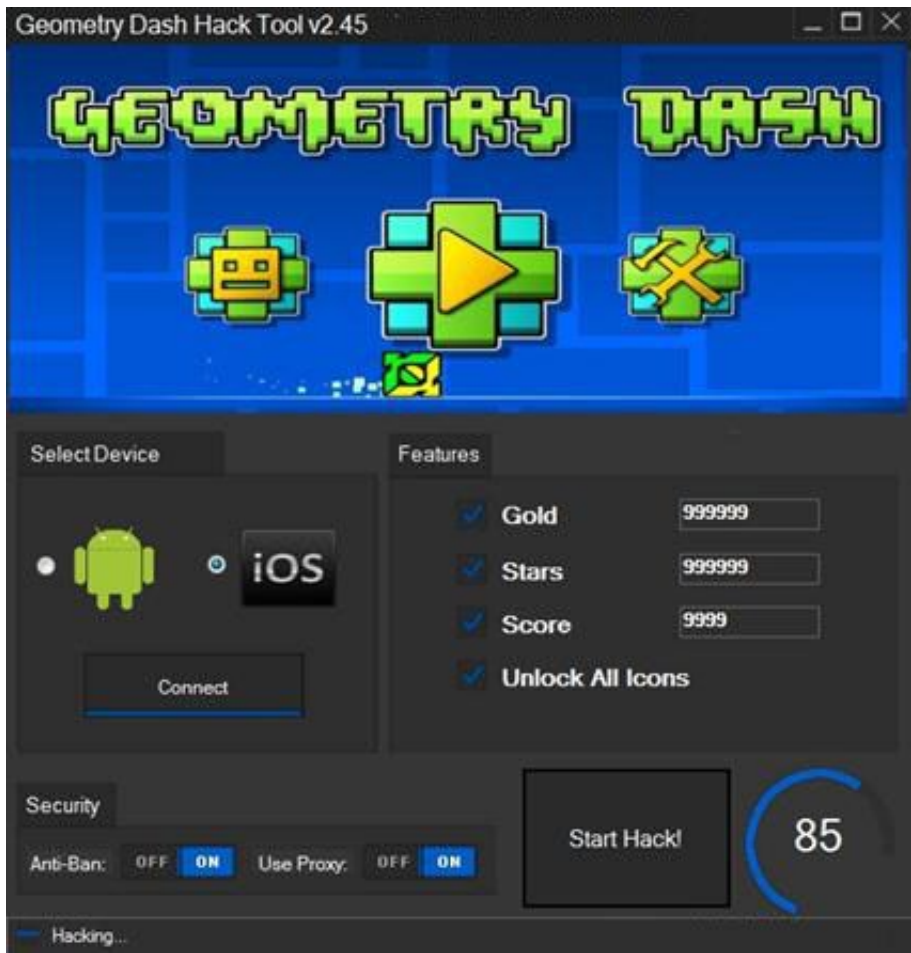 Geometry Dash Hack Tool v2.45
GEOMETRY DASH
Select Device
iOS
Connect
Features
Gold 999999
Stars 999999
Score 9999
Unlock All Icons
Security
Anti-Ban: OFF ON Use Proxy: OFF ON
Start Hack!
85
Hacking...